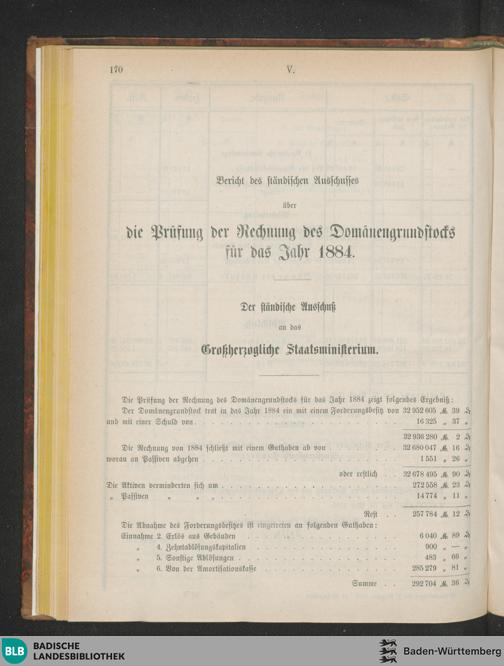 170
V.
Bericht des ständischen Ausschusses
über
die Prüfung der Rechnung des Domänengrundstocks
für das Jahr 1884.
Der ständische Ausschuß
an das
Großherzogliche Staatsministerium.
Die Prüfung der Rechnung des Domänengrundstocks für das Jahr 1884 zeigt folgendes Ergebniß:
Der Domänengrundstock trat in das Jahr 1884 ein mit einem Forderungsbesitz von 32 952 605 ℳ 39 ₰
und mit einer Schuld von . . . 16 325 „ 37 „
32 936 280 ℳ 2 ₰
Die Rechnung von 1884 schließt mit einem Guthaben ab von . . . 32 680 047 ℳ 16 ₰
woran an Passiven abgehen . . . 1 551 „ 26 „
oder restlich . . 32 678 495 ℳ 90 ₰
Die Aktiven verminderten sich um . . . 272 558 ℳ 23 ₰
„ Passiven „ „ „ . . . 14 774 „ 11 „
Rest . . 257 784 ℳ 12 ₰
Die Abnahme des Forderungsbesitzes ist eingetreten an folgenden Guthaben:
Einnahme 2. Erlös aus Gebäuden . . . 6 040 ℳ 89 ₰
„ 4. Zehntablösungskapitalien . . . 900 „ — „
„ 5. Sonstige Ablösungen . . . 483 „ 66 „
„ 6. Von der Amortisationskasse . . . 285 279 „ 81 „
Summe . . 292 704 ℳ 36 ₰
BLB
BADISCHE
LANDESBIBLIOTHEK
Baden-Württemberg